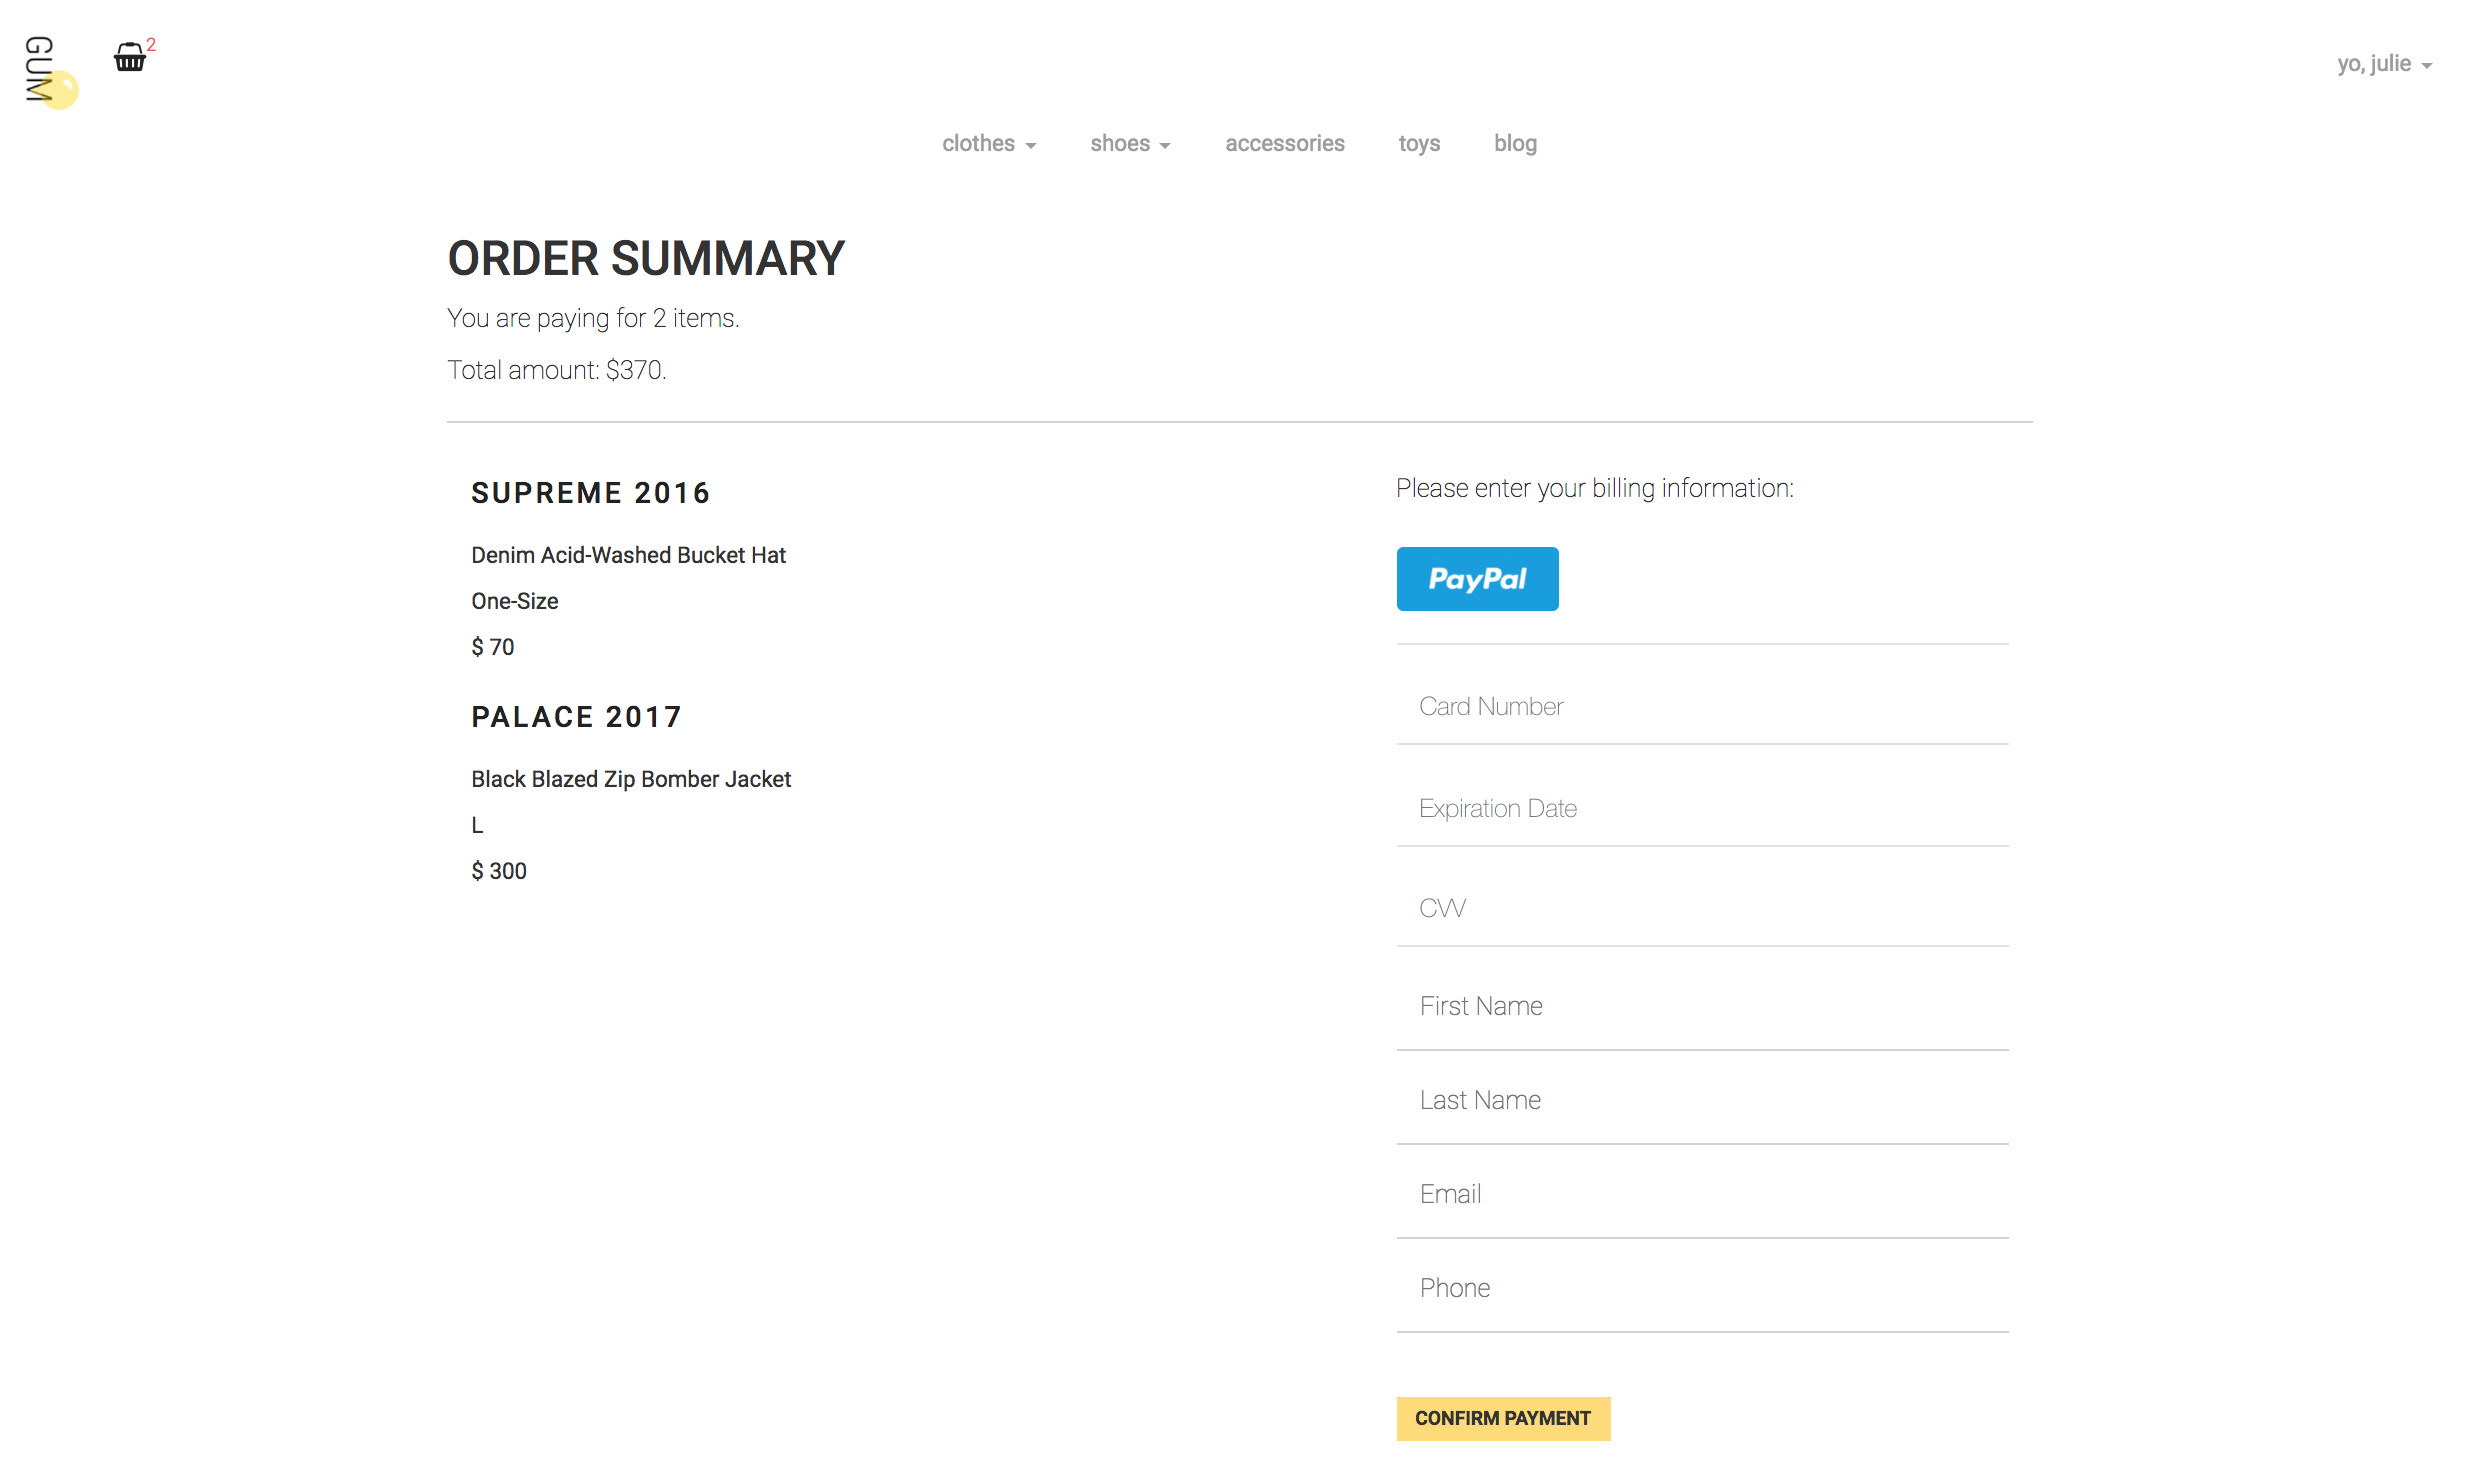 GUM
2
yo, julie
clothes
shoes
accessories
toys
blog
ORDER SUMMARY
You are paying for 2 items.
Total amount: $370.
SUPREME 2016
Denim Acid-Washed Bucket Hat
One-Size
$ 70
PALACE 2017
Black Blazed Zip Bomber Jacket
L
$ 300
Please enter your billing information:
PayPal
Card Number
Expiration Date
CVV
First Name
Last Name
Email
Phone
CONFIRM PAYMENT